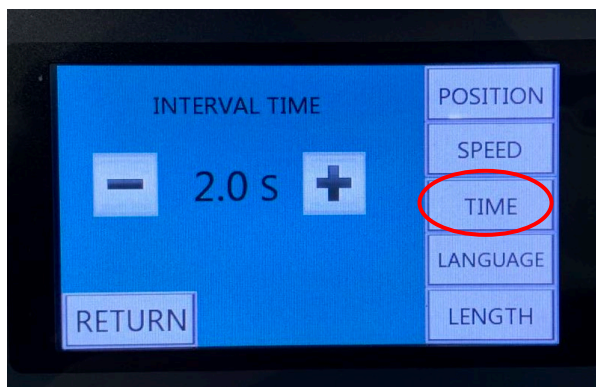 INTERVAL TIME
2.0 S
RETURN
POSITION
SPEED
TIME
LANGUAGE
LENGTH